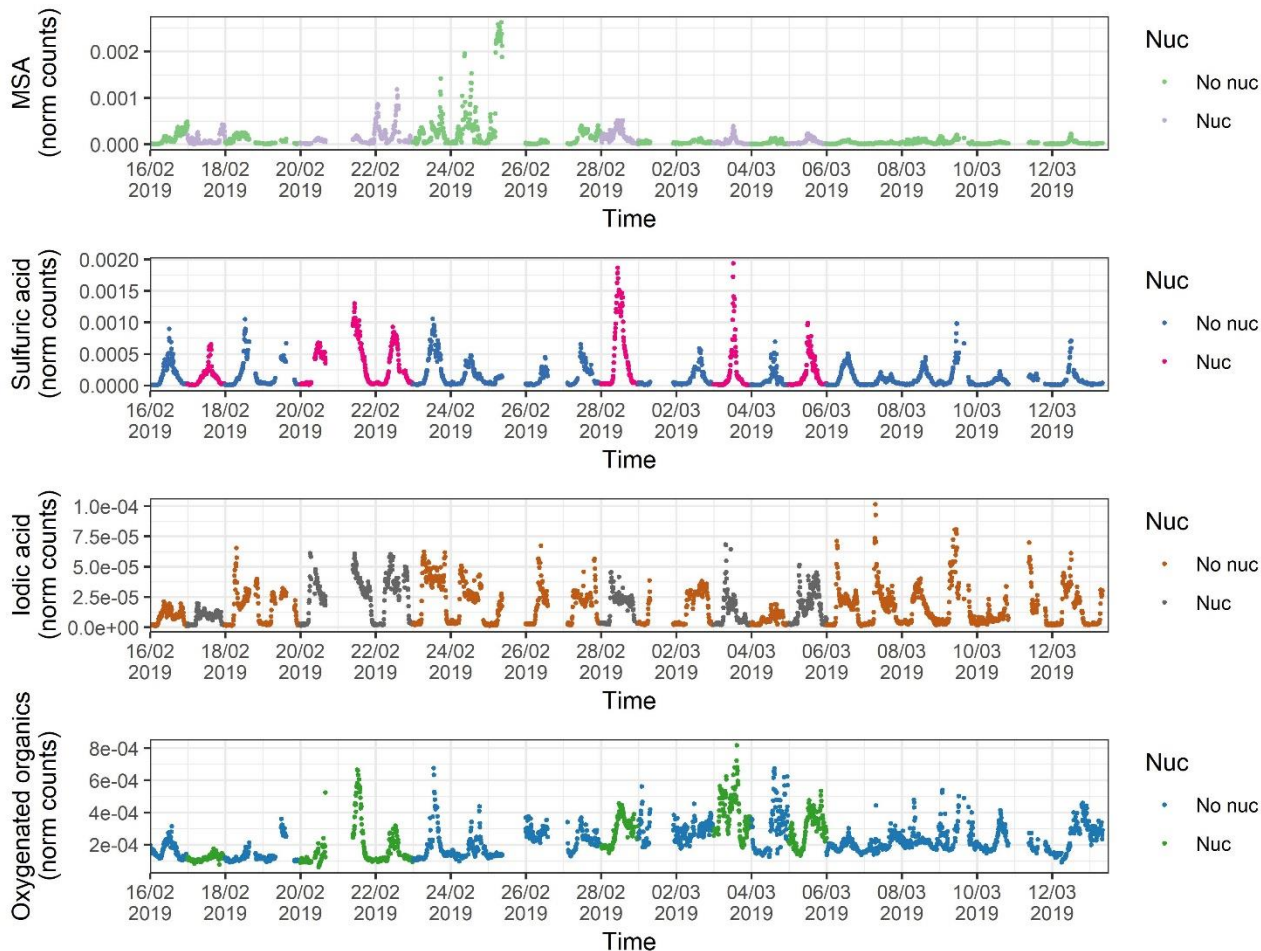 MSA
(norm counts)
0.002
0.001
0.000
16/02 18/02 20/02 22/02 24/02 26/02 28/02 02/03 04/03 06/03 08/03 10/03 12/03
2019 2019 2019 2019 2019 2019 2019 2019 2019 2019 2019 2019 2019
Time
Nuc
No nuc
Nuc
Sulfuric acid
(norm counts)
0.0020
0.0015
0.0010
0.0005
0.0000
16/02 18/02 20/02 22/02 24/02 26/02 28/02 02/03 04/03 06/03 08/03 10/03 12/03
2019 2019 2019 2019 2019 2019 2019 2019 2019 2019 2019 2019 2019
Time
Nuc
No nuc
Nuc
Iodic acid
(norm counts)
1.0e-04
7.5e-05
5.0e-05
2.5e-05
0.0e+00
16/02 18/02 20/02 22/02 24/02 26/02 28/02 02/03 04/03 06/03 08/03 10/03 12/03
2019 2019 2019 2019 2019 2019 2019 2019 2019 2019 2019 2019 2019
Time
Nuc
No nuc
Nuc
Oxygenated organics
(norm counts)
8e-04
6e-04
4e-04
2e-04
16/02 18/02 20/02 22/02 24/02 26/02 28/02 02/03 04/03 06/03 08/03 10/03 12/03
2019 2019 2019 2019 2019 2019 2019 2019 2019 2019 2019 2019 2019
Time
Nuc
No nuc
Nuc